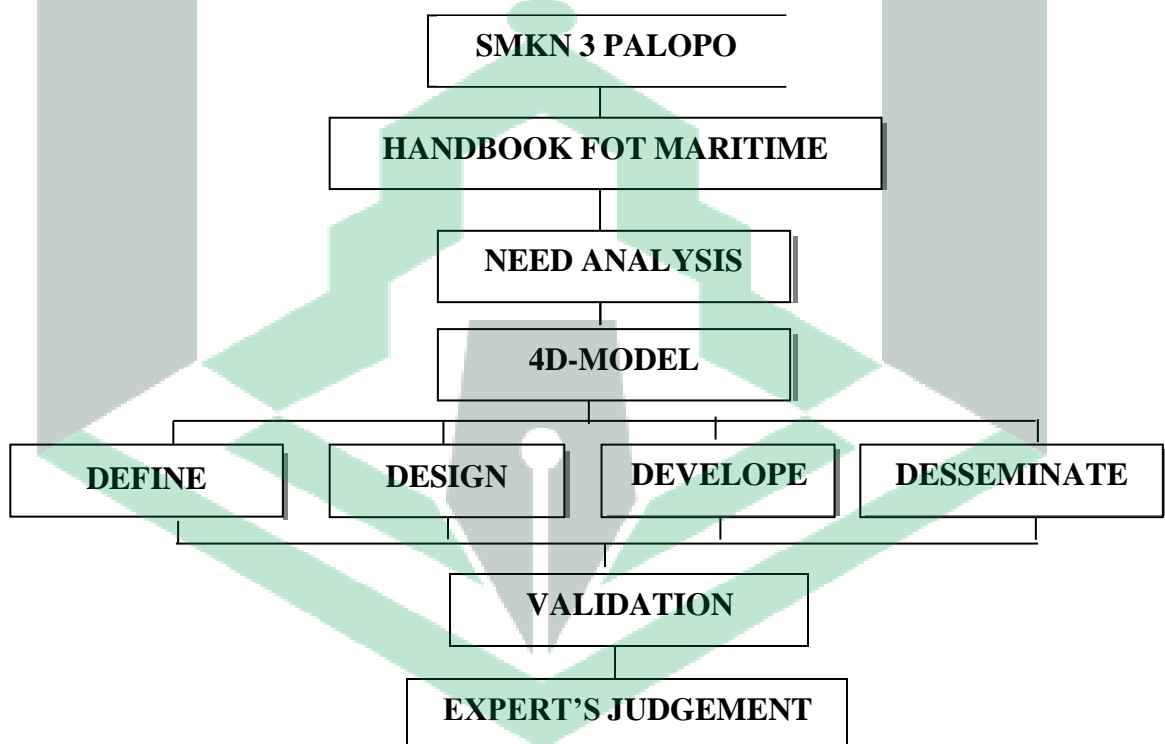 SMKN 3 PALOPO
HANDBOOK FOT MARITIME
NEED ANALYSIS
4D-MODEL
DEFINE
DESIGN
DEVELOPE
DESSEMINATE
VALIDATION
EXPERT’S JUDGEMENT